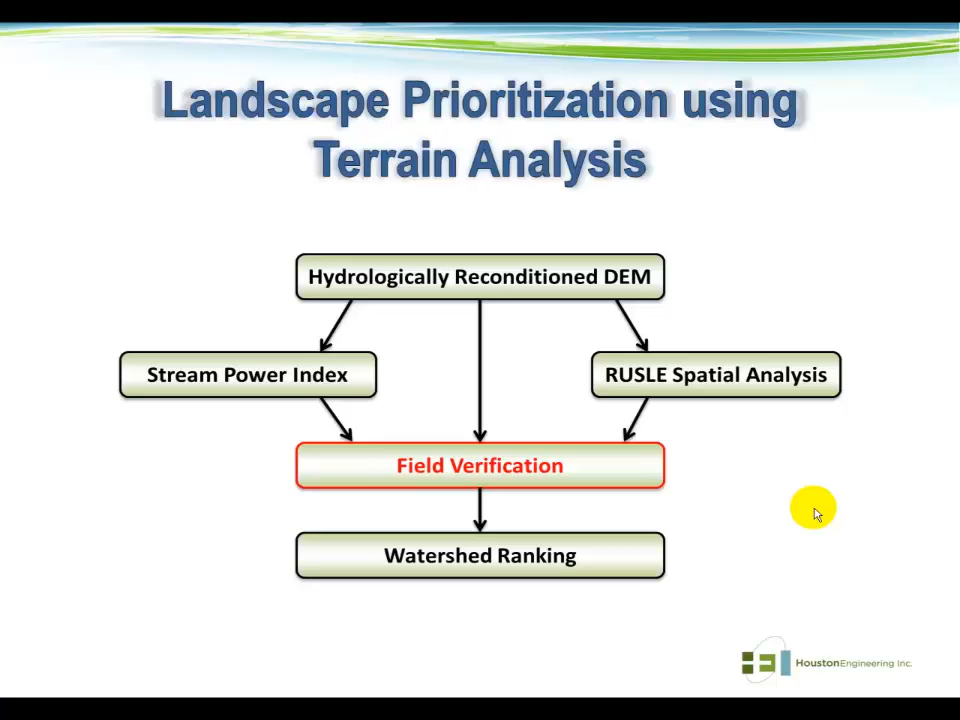 Landscape Prioritization using
Terrain Analysis
Hydrologically Reconditioned DEM
Stream Power Index
RUSLE Spatial Analysis
Field Verification
Watershed Ranking
HoustonEngineering Inc.